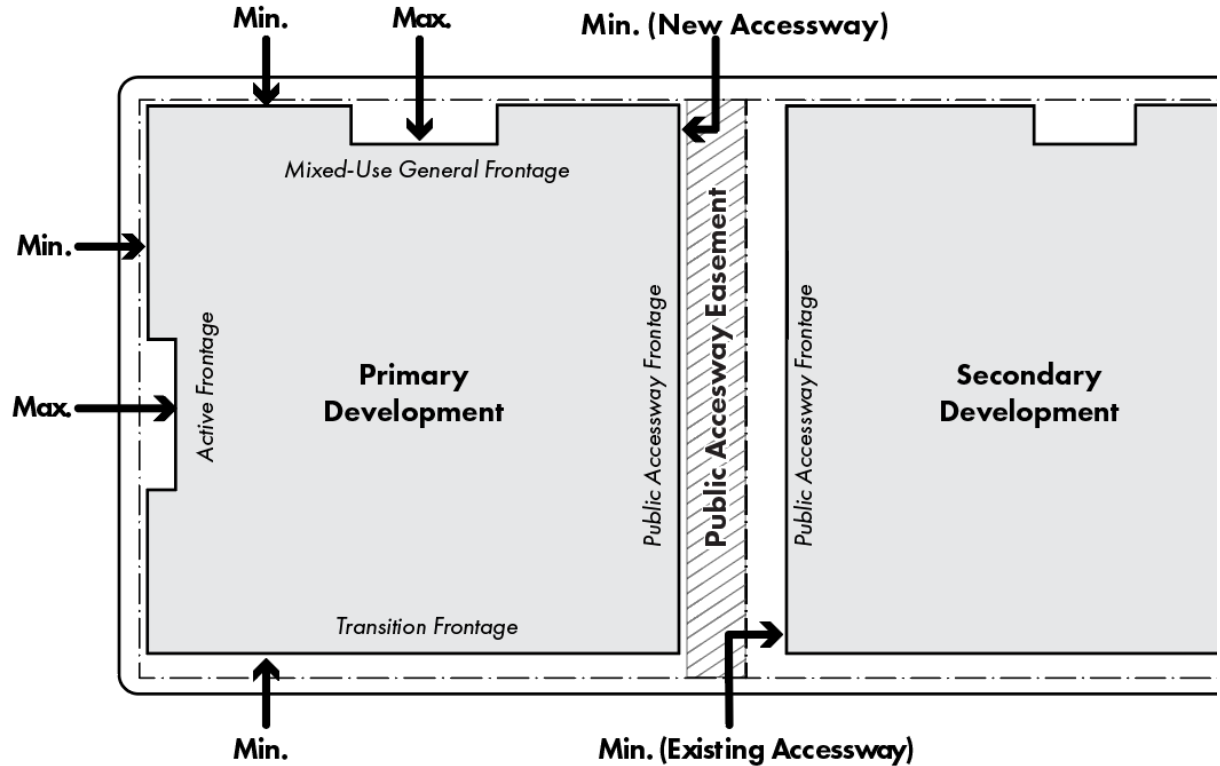 Min.
Max.
Min. (New Accessway)
Mixed-Use General Frontage
Min.
Max.
Active Frontage
Primary
Development
Public Accessway Frontage
Public Accessway Easement
Public Accessway Frontage
Secondary
Development
Transition Frontage
Min.
Min. (Existing Accessway)